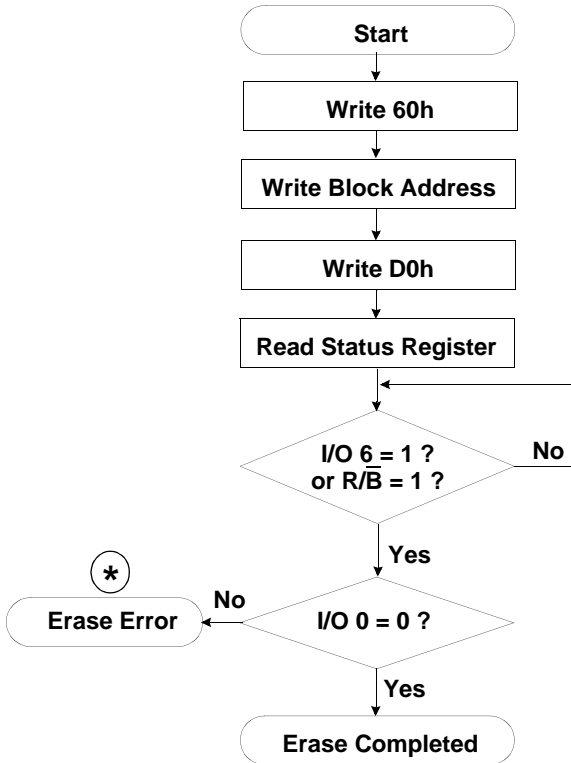 Start
Write 60h
Write Block Address
Write D0h
Read Status Register
I/O 6 = 1 ?
or R/B̅ = 1 ?
No
Yes
*
No
Erase Error
I/O 0 = 0 ?
Yes
Erase Completed